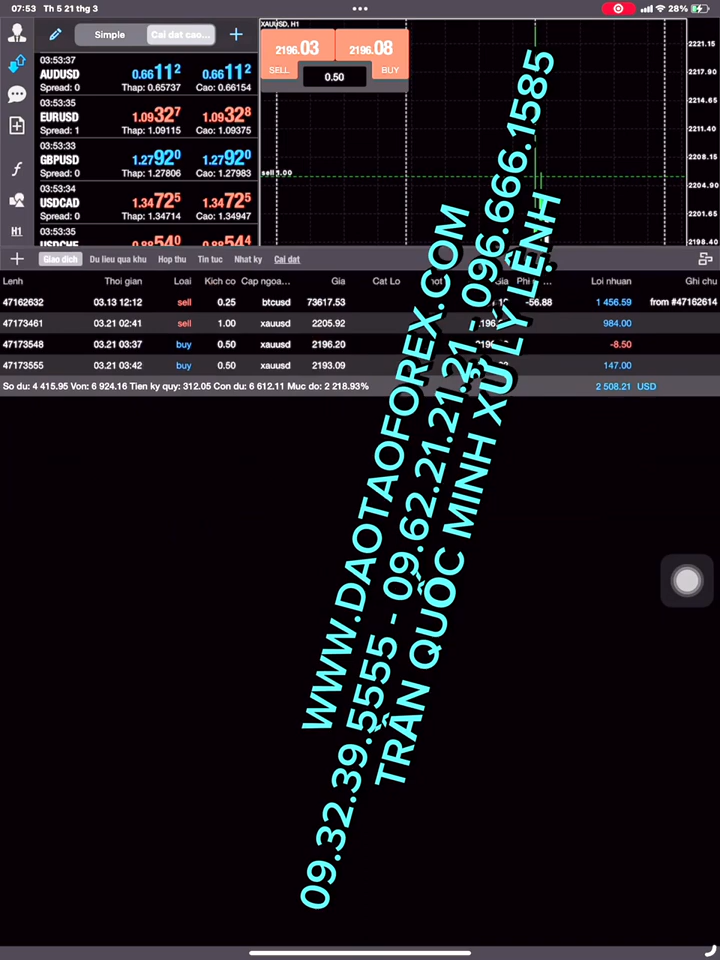 07:53 Th 5 21 thg 3
28%
Simple Cai dat cao...
03:53:37
AUDUSD 0.66112 0.66112
Spread: 0 Thap: 0.65737 Cao: 0.66154
03:53:35
EURUSD 1.09327 1.09328
Spread: 1 Thap: 1.09115 Cao: 1.09375
03:53:33
GBPUSD 1.27920 1.27920
Spread: 0 Thap: 1.27806 Cao: 1.27983
03:53:34
USDCAD 1.34725 1.34725
Spread: 0 Thap: 1.34714 Cao: 1.34947
03:53:35
USDCHF 0.88540 0.88544
H1
XAUUSD, H1
2196.03 2196.08
SELL 0.50 BUY
sell 1.00
2221.15
2217.90
2214.65
2211.40
2208.15
2204.90
2201.65
2198.40
Giao dich Du lieu qua khu Hop thu Tin tuc Nhat ky Cai dat
Lenh Thoi gian Loai Kich co Cap ngoa... Gia Cat Lo Gia Loi nhuan Ghi chu
47162632 03.13 12:12 sell 0.25 btcusd 73617.53 -56.88 1 456.59 from #47162614
47173461 03.21 02:41 sell 1.00 xauusd 2205.92 984.00
47173548 03.21 03:37 buy 0.50 xauusd 2196.20 -8.50
47173555 03.21 03:42 buy 0.50 xauusd 2193.09 147.00
So du: 4 415.95 Von: 6 924.16 Tien ky quy: 312.05 Con du: 6 612.11 Muc do: 2 218.93% 2 508.21 USD
WWW.DAOTAOFOREX.COM
09.32.39.5555 - 09.62.21.21.21 - 096.666.1585
TRẦN QUỐC MINH XỬ LÝ LỆNH